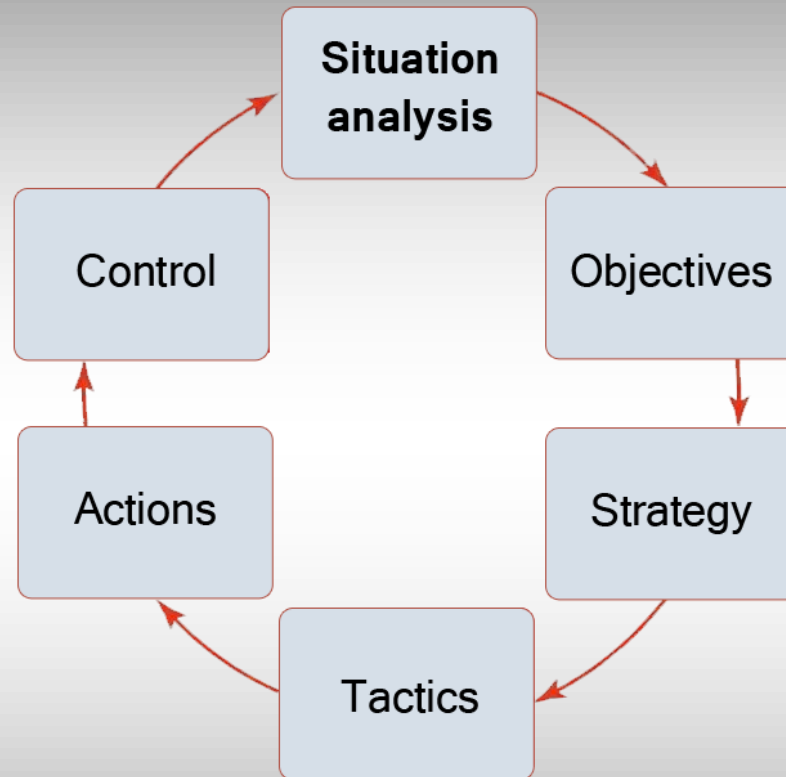 Situation
analysis
Objectives
Strategy
Tactics
Actions
Control